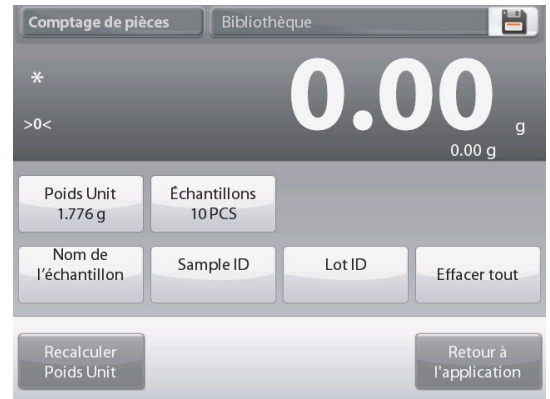 Comptage de pièces
Bibliothèque
*
>0<
0.00 g
0.00 g
Poids Unit
1.776 g
Échantillons
10 PCS
Nom de
l'échantillon
Sample ID
Lot ID
Effacer tout
Recalculer
Poids Unit
Retour à
l'application